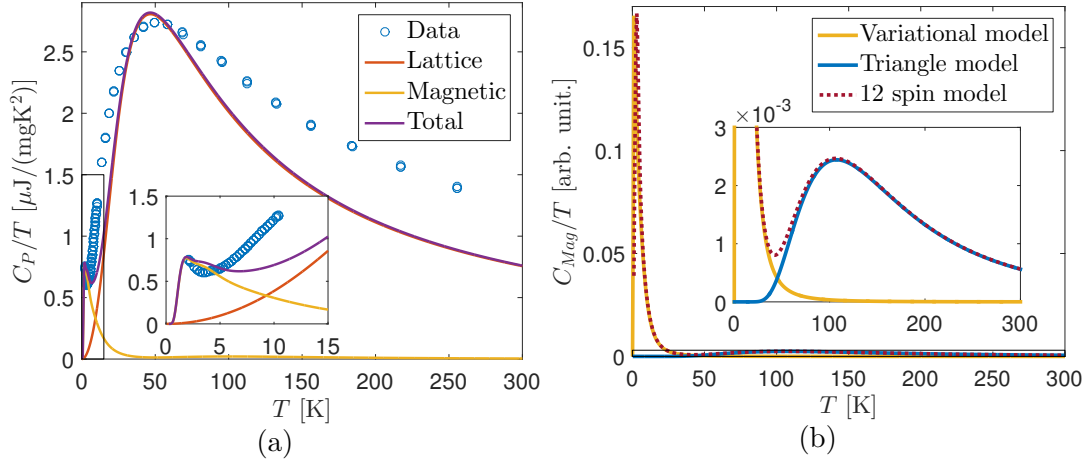 C_P/T [μJ/(mgK²)]
2.5
2
1.5
1
0.5
0
Data
Lattice
Magnetic
Total
1.5
1
0.5
0
0 5 10 15
0 50 100 150 200 250 300
T [K]
(a)
C_Mag/T [arb. unit.]
0.15
0.1
0.05
0
Variational model
Triangle model
12 spin model
×10⁻³
3
2
1
0
0 100 200 300
0 50 100 150 200 250 300
T [K]
(b)